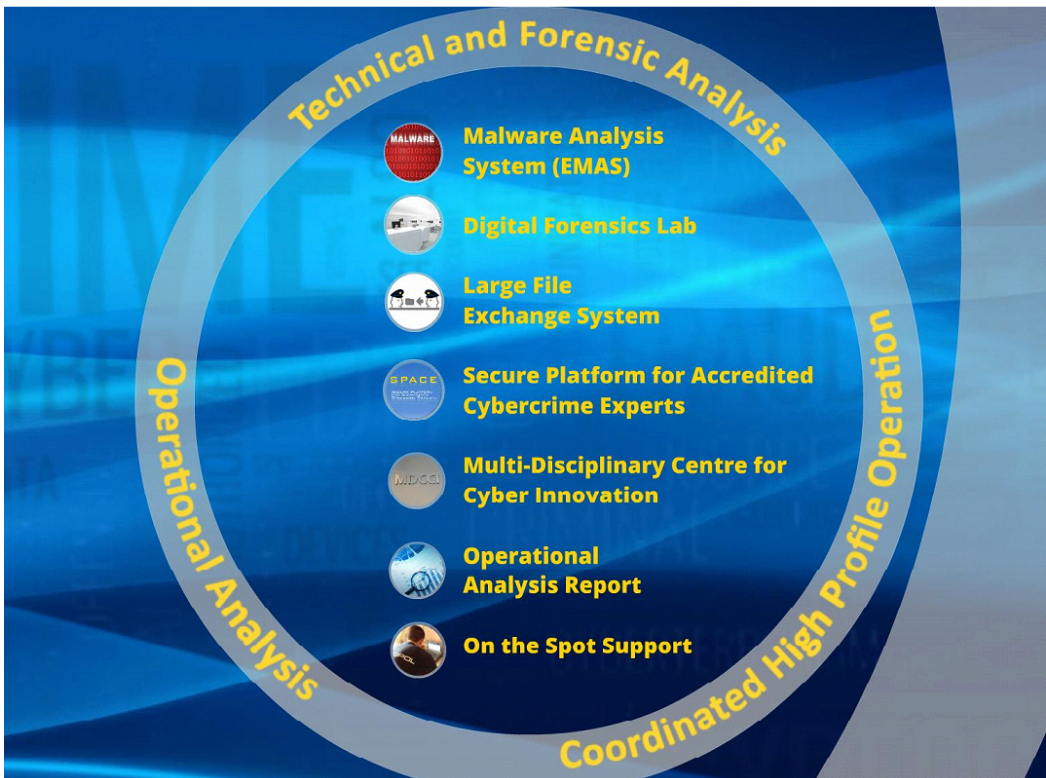 Technical and Forensic Analysis
MALWARE
Malware Analysis
System (EMAS)
Digital Forensics Lab
Large File
Exchange System
SPACE
Secure Platform for Accredited
Cybercrime Experts
MDCCI
Multi-Disciplinary Centre for
Cyber Innovation
Operational
Analysis Report
On the Spot Support
Operational Analysis
Coordinated High Profile Operation
DEVICES
CRIMINAL